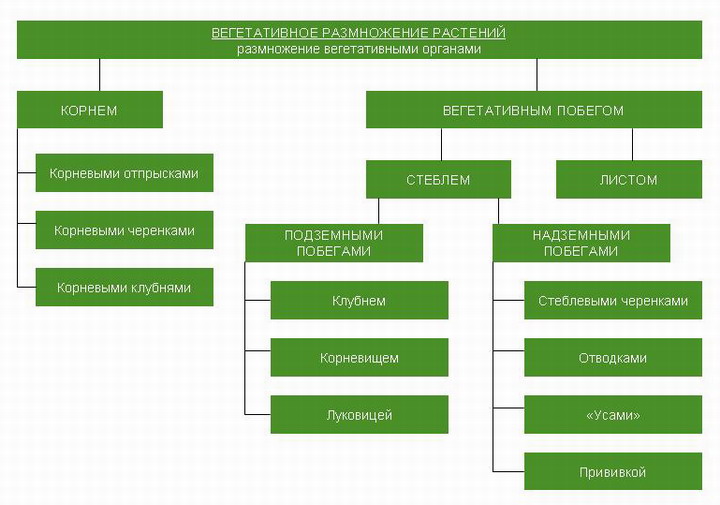 ВЕГЕТАТИВНОЕ РАЗМНОЖЕНИЕ РАСТЕНИЙ
размножение вегетативными органами
КОРНЕМ
ВЕГЕТАТИВНЫМ ПОБЕГОМ
Корневыми отпрысками
Корневыми черенками
Корневыми клубнями
СТЕБЛЕМ
ЛИСТОМ
ПОДЗЕМНЫМИ
ПОБЕГАМИ
Клубнем
Корневищем
Луковицей
НАДЗЕМНЫМИ
ПОБЕГАМИ
Стеблевыми черенками
Отводками
«Усами»
Прививкой